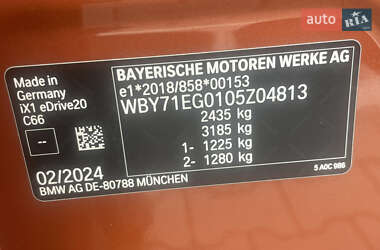 auto RIA
BAYERISCHE MOTOREN WERKE AG
Made in
Germany
iX1 eDrive20
C66
e1*2018/858*00153
WBY71EG0105Z04813
2435 kg
3185 kg
1- 1225 kg
2- 1280 kg
--
02/2024
BMW AG DE-80788 MÜNCHEN
5 A0C 986